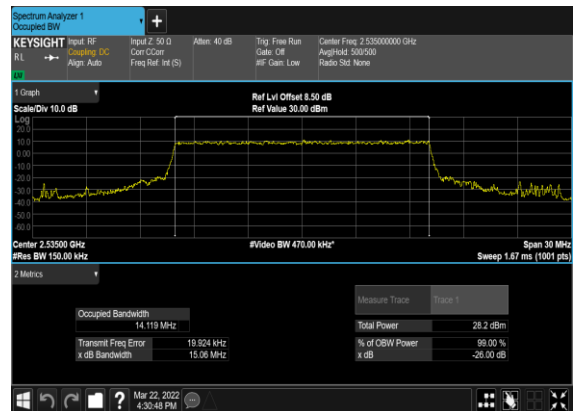 Spectrum Analyzer 1
Occupied BW
KEYSIGHT Input: RF Input Z: 50 Ω Atten: 40 dB Trig: Free Run Center Freq: 2.535000000 GHz
RL Coupling: DC Corr CCorr Gate: Off Avg|Hold: 500/500
Align: Auto Freq Ref: Int (S) #IF Gain: Low Radio Std: None
1 Graph
Ref Lvl Offset 8.50 dB
Scale/Div 10.0 dB Ref Value 30.00 dBm
Log
20.0
10.0
0.00
-10.0
-20.0
-30.0
-40.0
-50.0
-60.0
Center 2.53500 GHz #Video BW 470.00 kHz* Span 30 MHz
#Res BW 150.00 kHz Sweep 1.67 ms (1001 pts)
2 Metrics
Measure Trace Trace 1
Occupied Bandwidth
14.119 MHz Total Power 28.2 dBm
Transmit Freq Error 19.924 kHz % of OBW Power 99.00 %
x dB Bandwidth 15.06 MHz x dB -26.00 dB
?
Mar 22, 2022
4:30:48 PM